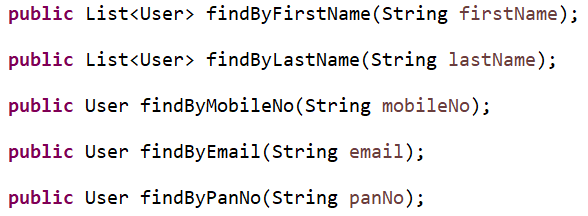 public List<User> findByFirstName(String firstName);
public List<User> findByLastName(String lastName);
public User findByMobileNo(String mobileNo);
public User findByEmail(String email);
public User findByPanNo(String panNo);